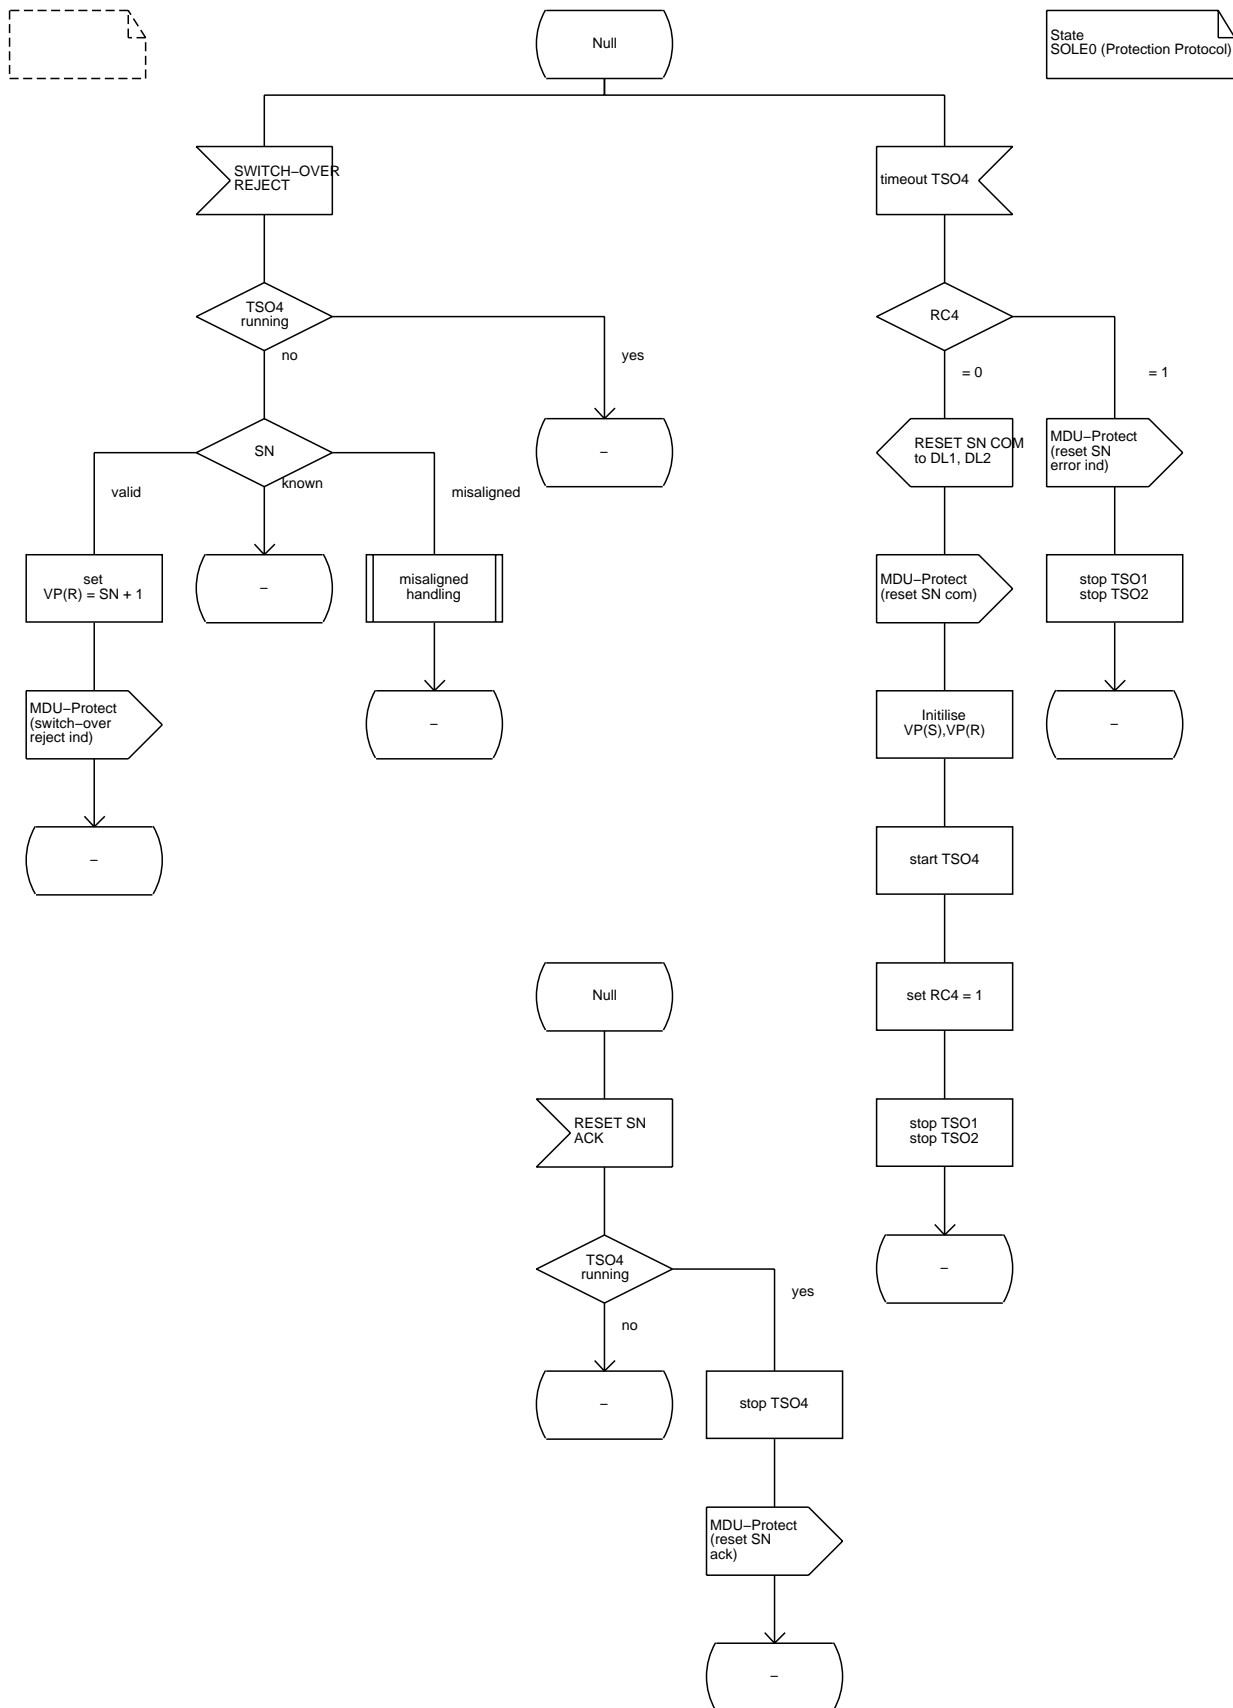 Null
State
SOLE0 (Protection Protocol)
SWITCH–OVER
REJECT
timeout TSO4
TSO4
running
RC4
no
yes
= 0
= 1
SN
–
RESET SN COM
to DL1, DL2
MDU–Protect
(reset SN
error ind)
valid
known
misaligned
set
VP(R) = SN + 1
–
misaligned
handling
MDU–Protect
(reset SN com)
stop TSO1
stop TSO2
MDU–Protect
(switch–over
reject ind)
–
Initilise
VP(S),VP(R)
–
–
start TSO4
Null
set RC4 = 1
RESET SN
ACK
stop TSO1
stop TSO2
TSO4
running
–
yes
no
–
stop TSO4
MDU–Protect
(reset SN
ack)
–